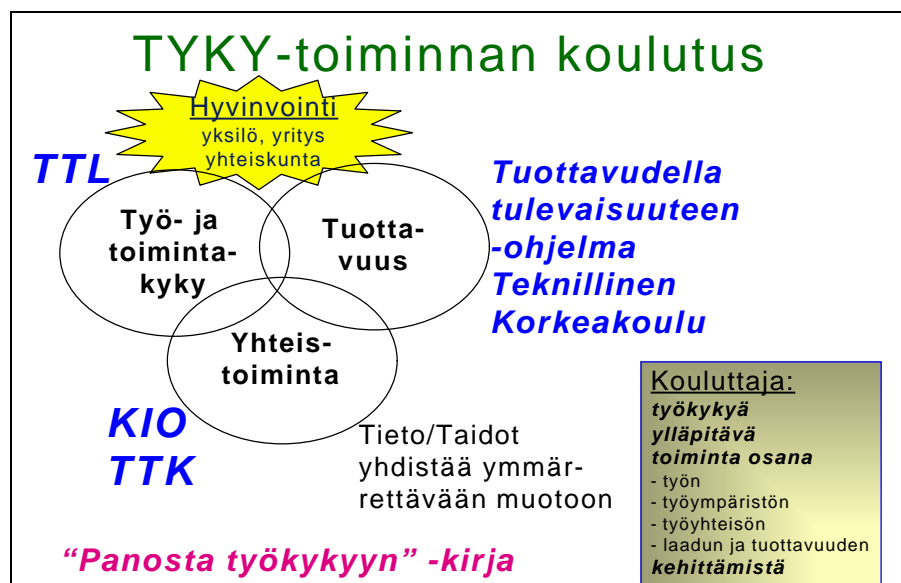 TYKY-toiminnan koulutus
Hyvinvointi
yksilö, yritys
yhteiskunta
TTL
Työ- ja
toiminta-
kyky
Tuotta-
vuus
Tuottavudella
tulevaisuuteen
-ohjelma
Teknillinen
Korkeakoulu
Yhteis-
toiminta
KIO
TTK
Tieto/Taidot
yhdistää ymmär-
rettävään muotoon
Kouluttaja:
työkykyä
ylläpitävä
toiminta osana
- työn
- työympäristön
- työyhteisön
- laadun ja tuottavuuden
kehittämistä
“Panosta työkykyyn” -kirja